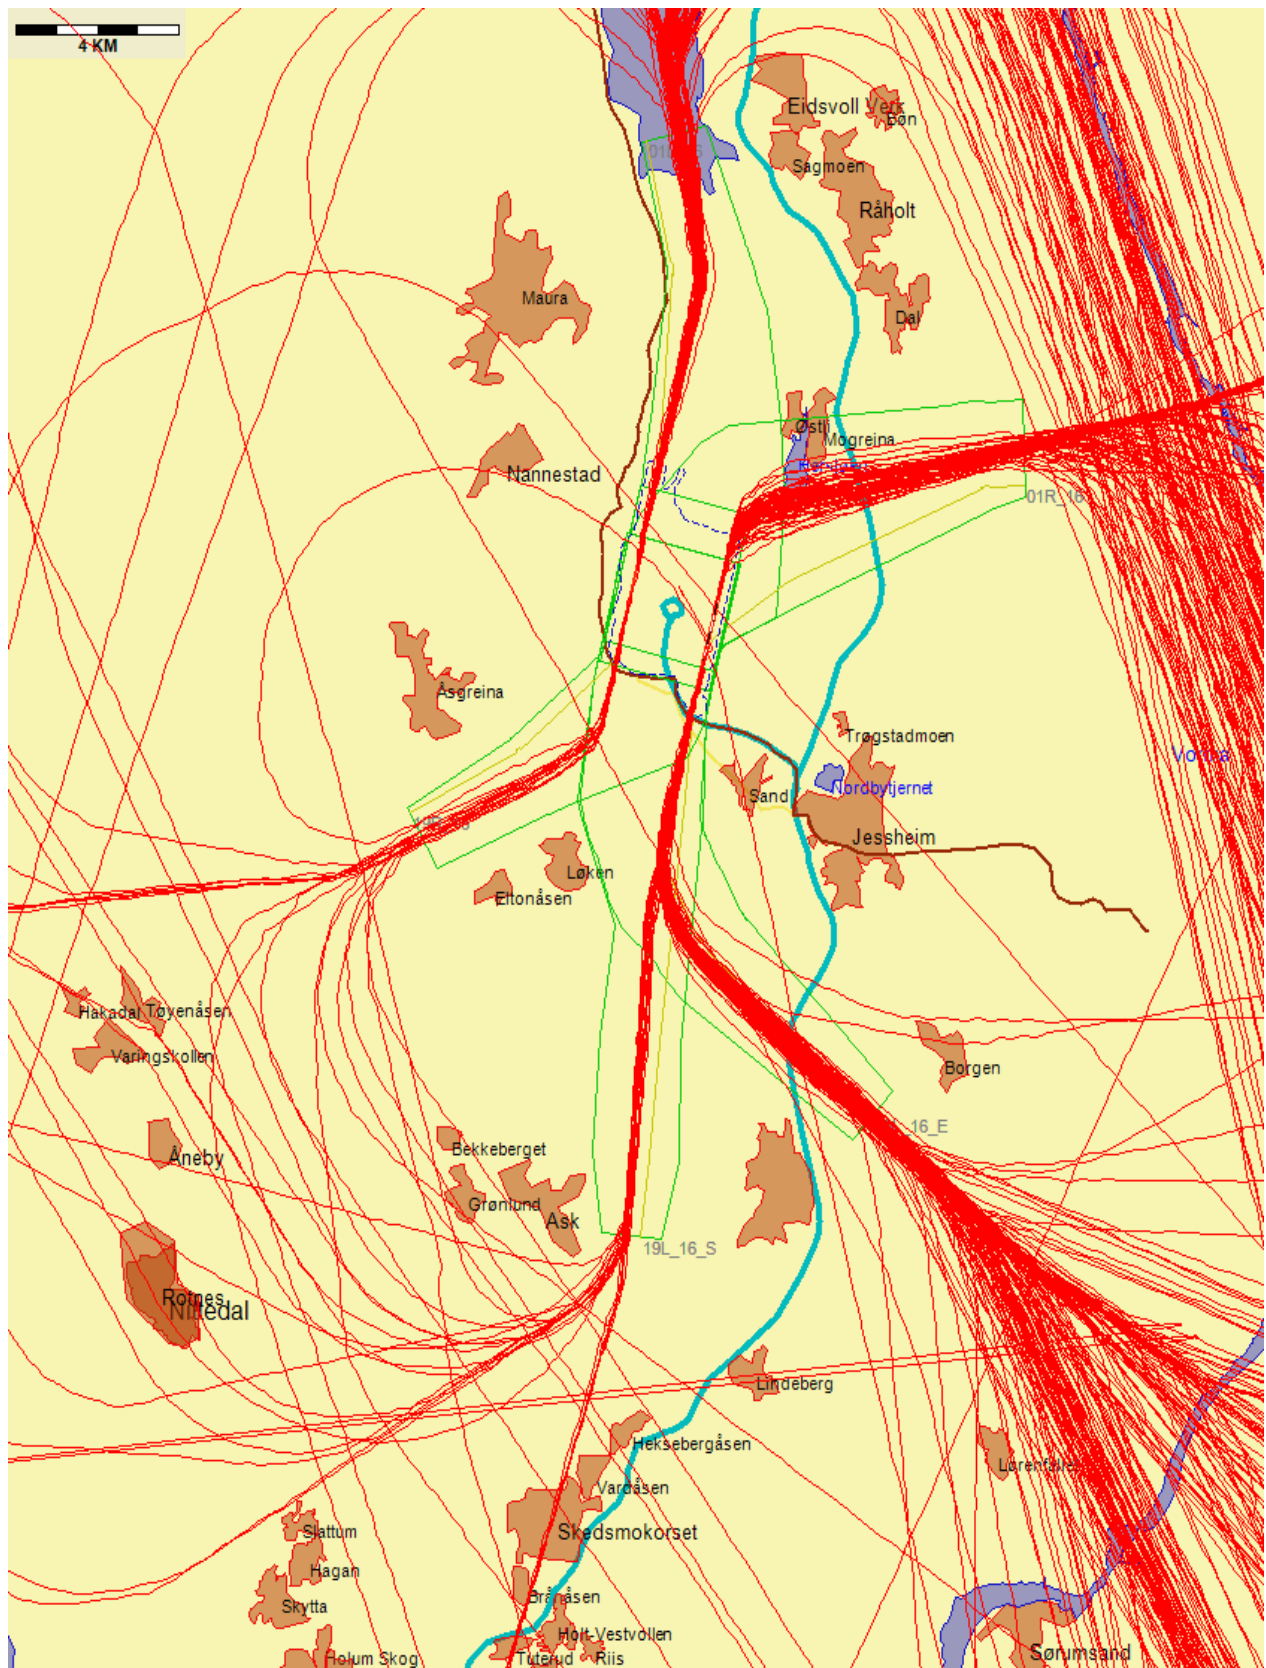 4 KM
Eidsvoll Verk
Bøn
Sagmoen
Råholt
Maura
Dal
Østli
Mogreina
Nannestad
01R_16
Åsgreina
Trøgstadmoen
Vorma
Nordbytjernet
Sand
Jessheim
Løken
Eltonåsen
Hakadal
Tøyenåsen
Varingskollen
Borgen
16_E
Bekkeberget
Åneby
Grønlund
Ask
19L_16_S
Rotnes
Nittedal
Lindeberg
Heksebergåsen
Vardåsen
Skedsmokorset
Slattum
Hagan
Brånåsen
Skytta
Holt-Vestvollen
Holum Skog
Tuterud
Riis
Sørumsand